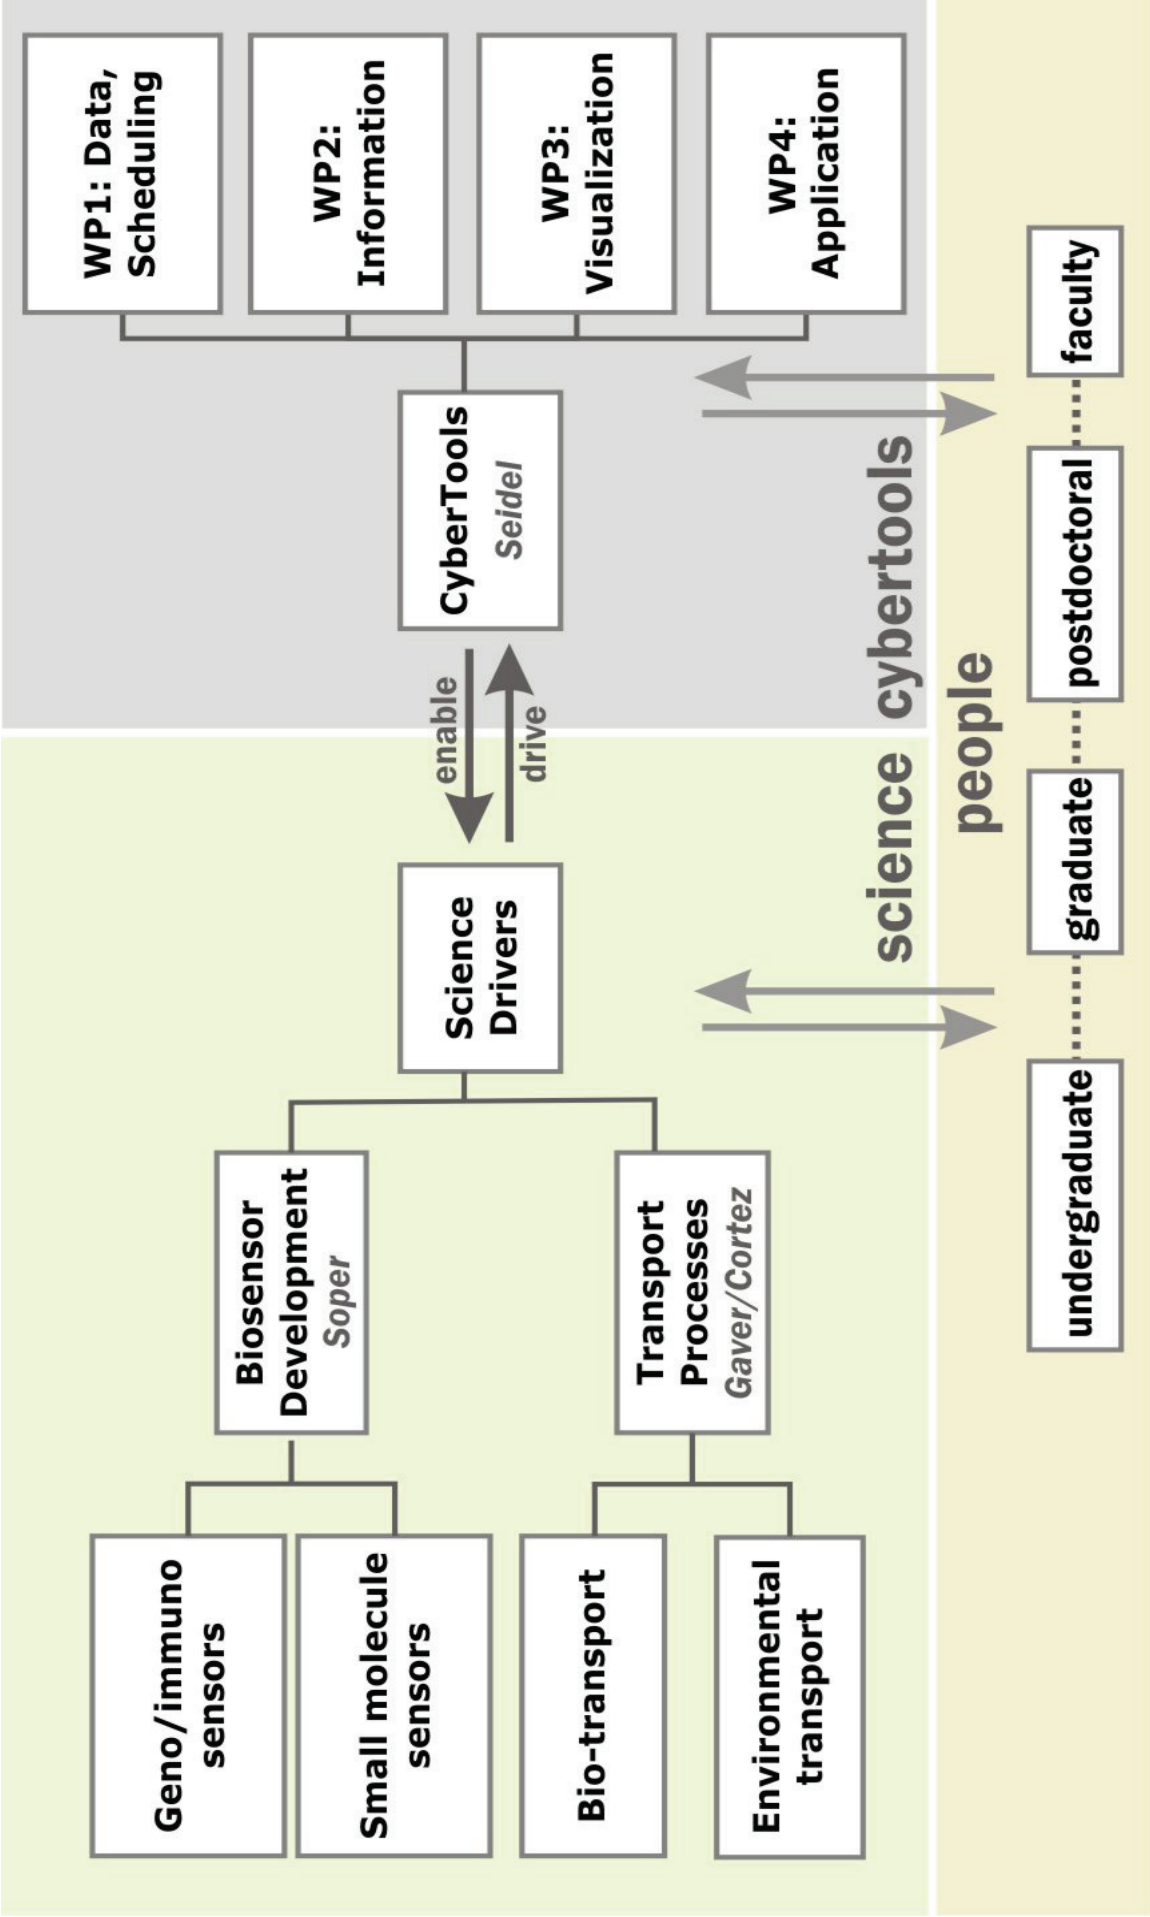 Geno/immuno
sensors
Small molecule
sensors
Bio-transport
Environmental
transport
Biosensor
Development
Soper
Transport
Processes
Gaver/Cortez
Science
Drivers
enable
drive
CyberTools
Seidel
WP1: Data,
Scheduling
WP2:
Information
WP3:
Visualization
WP4:
Application
science cybertools
people
undergraduate
graduate
postdoctoral
faculty